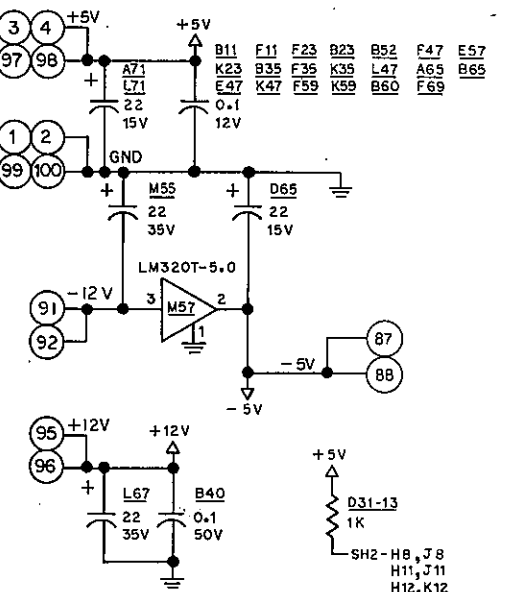 3 4 +5V
97 98
+ A71
L71
22
15V
+5V
0.1
12V
B11 F11 F23 B23 B52 F47 E57
K23 B35 F35 K35 L47 A65 B65
E47 K47 F59 K59 B60 F69
1 2
99 100
GND
+ M55
22
35V
+ D65
22
15V
LM320T-5.0
91 -12V
92
3 M57 2
1
-5V
87
88
-5V
95 +12V
96
+12V
+ L67
22
35V
B40
0.1
50V
+5V
D31-13
1K
SH2-H8,J8
H11,J11
H12,K12